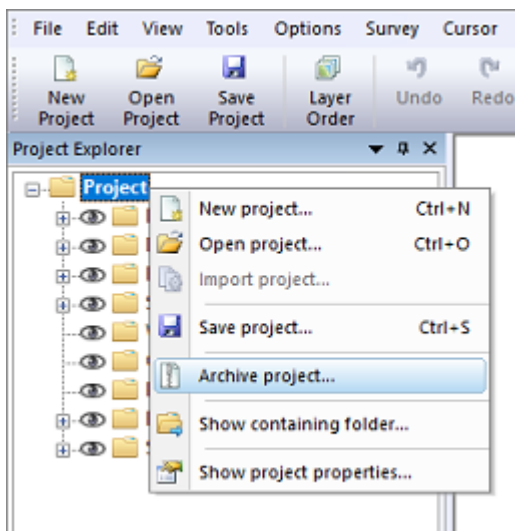 File Edit View Tools Options Survey Cursor
New Project
Open Project
Save Project
Layer Order
Undo
Redo
Project Explorer
Project
New project... Ctrl+N
Open project... Ctrl+O
Import project...
Save project... Ctrl+S
Archive project...
Show containing folder...
Show project properties...